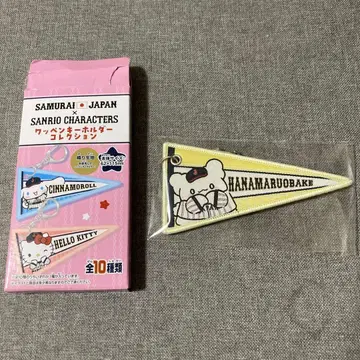 SAMURAI JAPAN
×
SANRIO CHARACTERS
ワッペンキーホルダー
コレクション
CINNAMOROLL
HELLO KITTY
全10種類
HANAMARUOBAKE